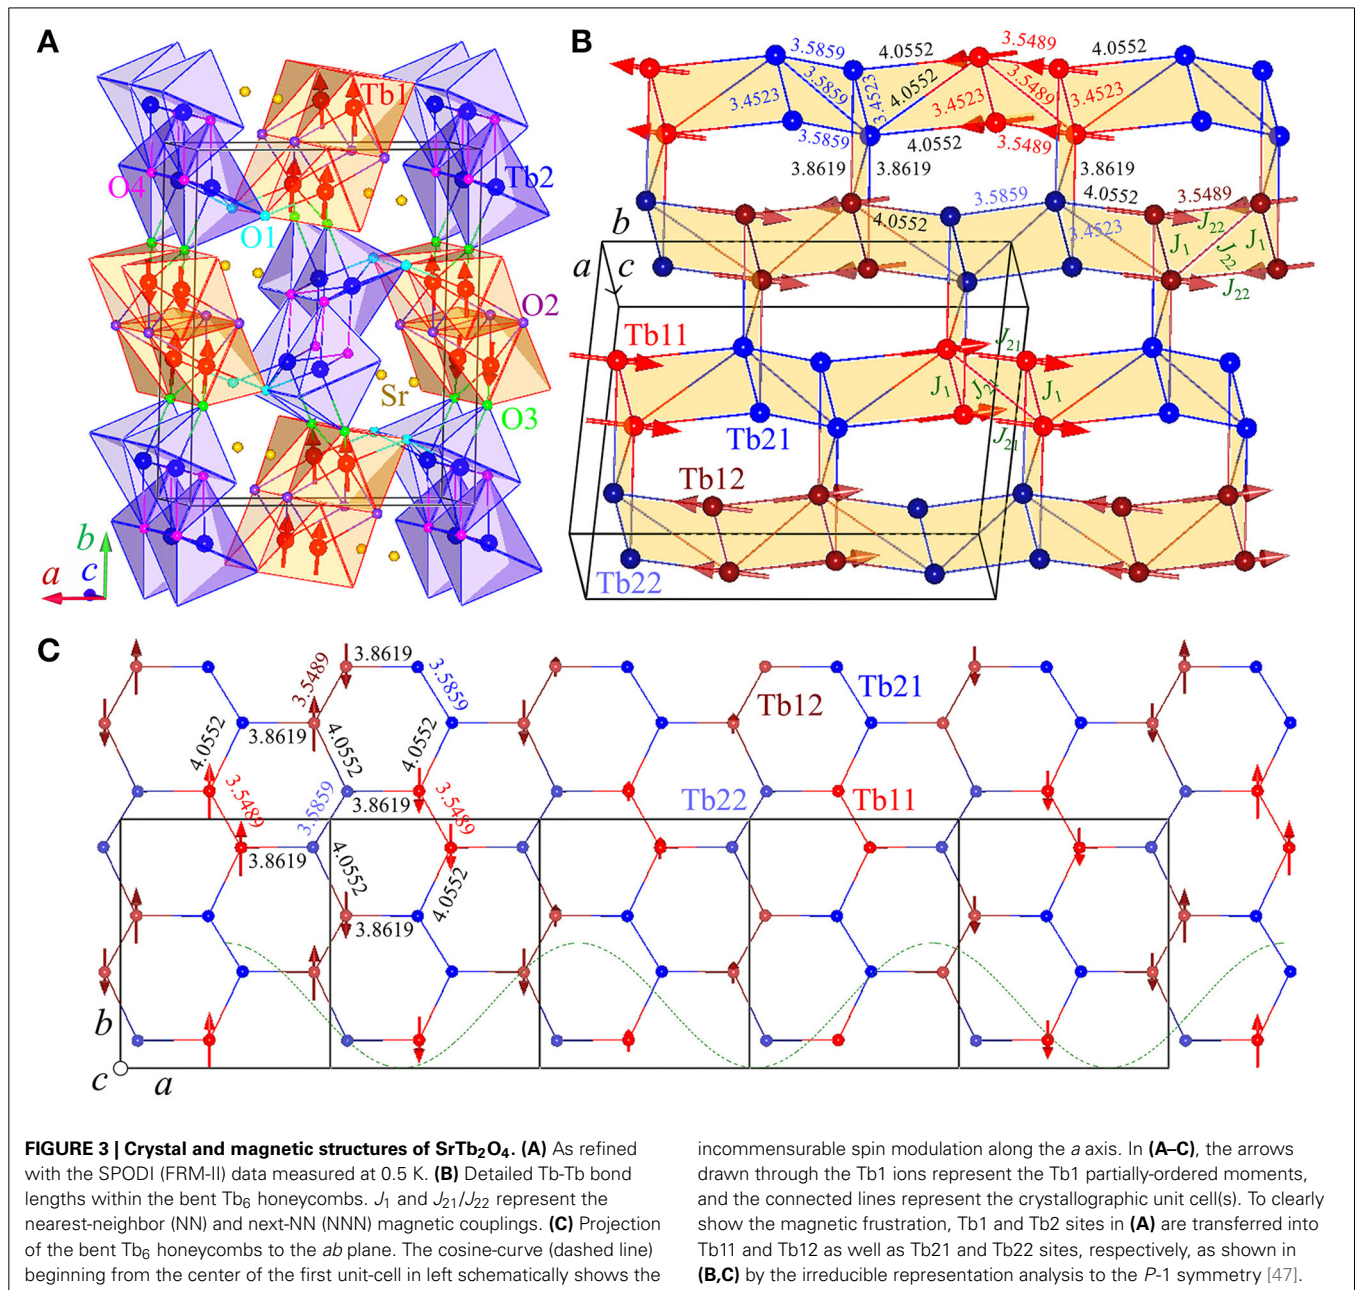 A
Tb1
O4
Tb2
O1
O2
Sr
O3
b
c
a
B
3.5859
4.0552
3.5489
4.0552
3.5859
3.4523
4.0552
3.5489
3.4523
3.4523
3.4523
3.5859
4.0552
3.5489
3.8619
3.8619
3.8619
3.5859
4.0552
3.5489
4.0552
3.4523
J22
J1
J22
J1
J22
b
a
c
Tb11
J21
J1
J21
J1
J21
Tb21
Tb12
Tb22
C
3.8619
3.5489
3.5859
Tb21
Tb12
4.0552
3.8619
4.0552
4.0552
3.5489
3.5859
3.8619
3.5489
Tb22
Tb11
3.8619
4.0552
4.0552
3.8619
b
c
a
FIGURE 3 | Crystal and magnetic structures of SrTb₂O₄. (A) As refined
with the SPODI (FRM-II) data measured at 0.5 K. (B) Detailed Tb-Tb bond
lengths within the bent Tb₆ honeycombs. J₁ and J₂₁/J₂₂ represent the
nearest-neighbor (NN) and next-NN (NNN) magnetic couplings. (C) Projection
of the bent Tb₆ honeycombs to the ab plane. The cosine-curve (dashed line)
beginning from the center of the first unit-cell in left schematically shows the
incommensurable spin modulation along the a axis. In (A–C), the arrows
drawn through the Tb1 ions represent the Tb1 partially-ordered moments,
and the connected lines represent the crystallographic unit cell(s). To clearly
show the magnetic frustration, Tb1 and Tb2 sites in (A) are transferred into
Tb11 and Tb12 as well as Tb21 and Tb22 sites, respectively, as shown in
(B,C) by the irreducible representation analysis to the P-1 symmetry [47].